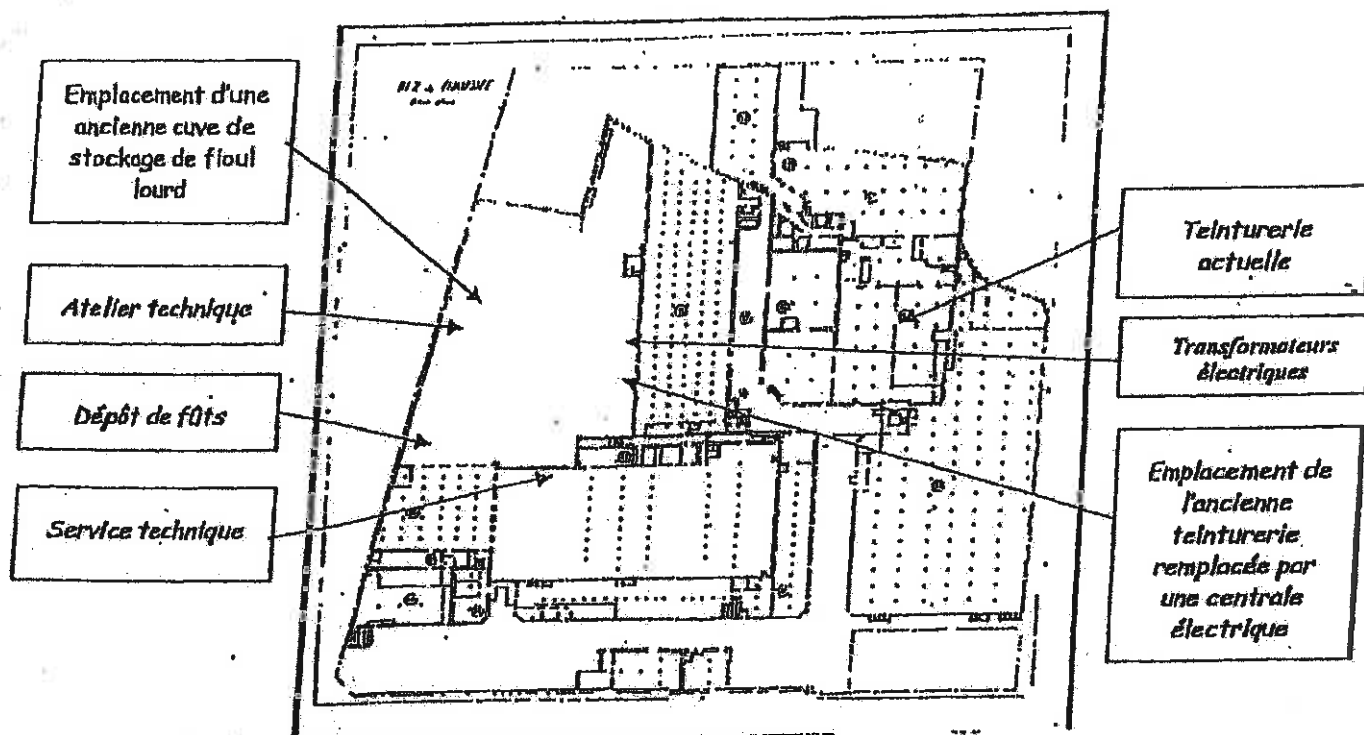 Emplacement d'une
ancienne cuve de
stockage de fioul
lourd
Atelier technique
Dépôt de fûts
Service technique
Teinturerie
actuelle
Transformateurs
électriques
Emplacement de
l'ancienne
teinturerie
remplacée par
une centrale
électrique